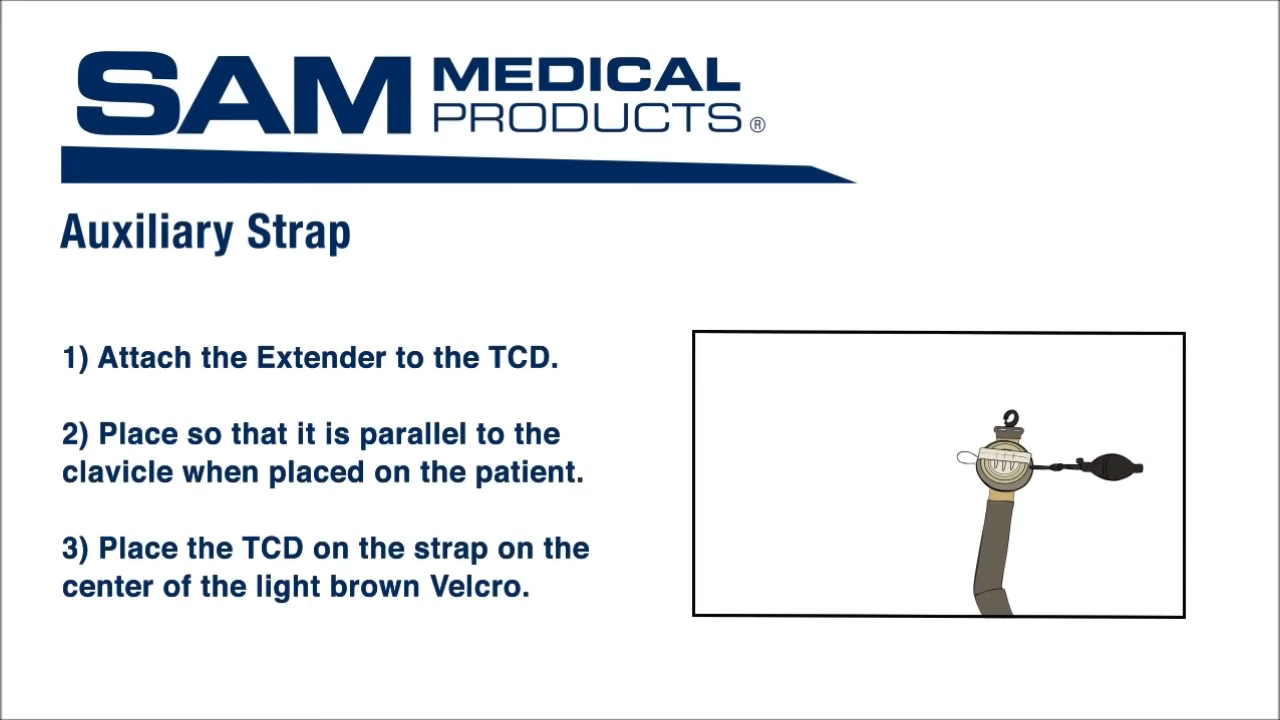 SAM MEDICAL
PRODUCTS®
Auxiliary Strap
1) Attach the Extender to the TCD.
2) Place so that it is parallel to the
clavicle when placed on the patient.
3) Place the TCD on the strap on the
center of the light brown Velcro.